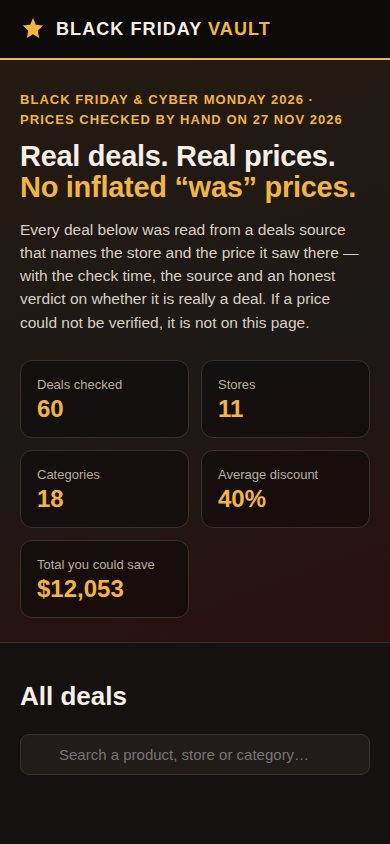 BLACK FRIDAY VAULT
BLACK FRIDAY & CYBER MONDAY 2026 ·
PRICES CHECKED BY HAND ON 27 NOV 2026
Real deals. Real prices.
No inflated “was” prices.
Every deal below was read from a deals source
that names the store and the price it saw there —
with the check time, the source and an honest
verdict on whether it is really a deal. If a price
could not be verified, it is not on this page.
Deals checked
60
Stores
11
Categories
18
Average discount
40%
Total you could save
$12,053
All deals
Search a product, store or category…